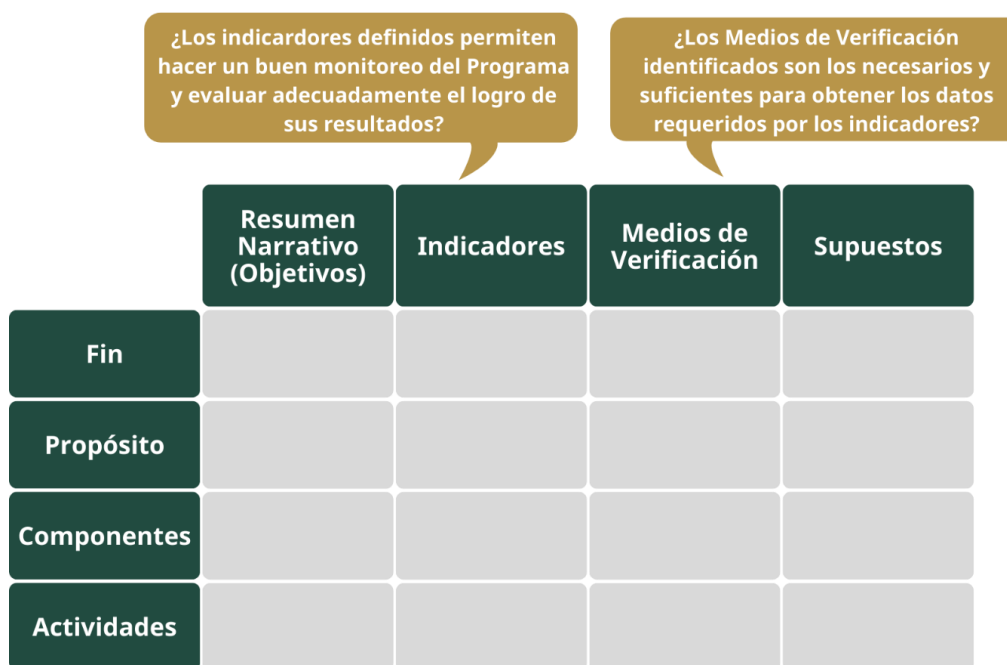 ¿Los indicardores definidos permiten
hacer un buen monitoreo del Programa
y evaluar adecuadamente el logro de
sus resultados?
¿Los Medios de Verificación
identificados son los necesarios y
suficientes para obtener los datos
requeridos por los indicadores?
Resumen
Narrativo
(Objetivos)
Indicadores
Medios de
Verificación
Supuestos
Fin
Propósito
Componentes
Actividades